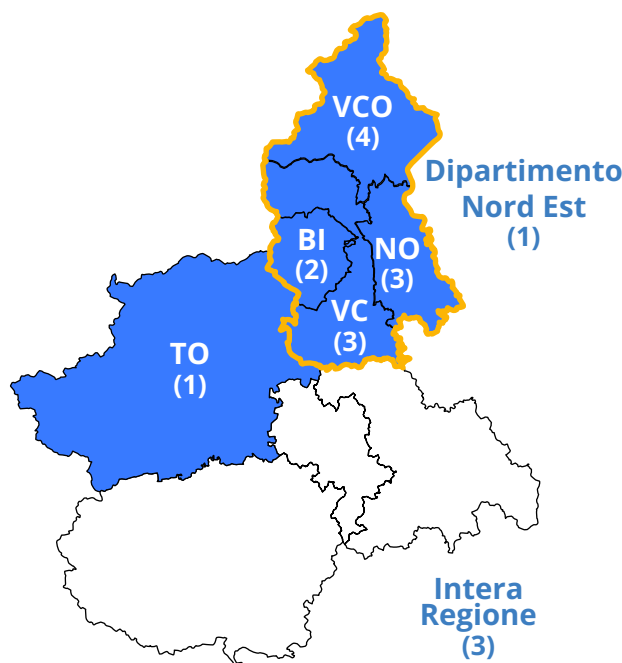 VCO
(4)
Dipartimento
Nord Est
(1)
BI
(2)
NO
(3)
VC
(3)
TO
(1)
Intera
Regione
(3)